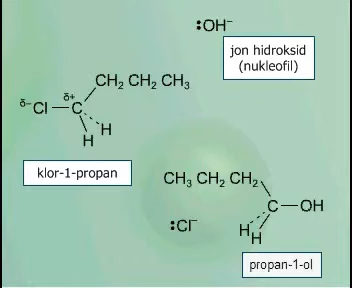 :OH⁻
jon hidroksid
(nukleofil)
CH₂ CH₂ CH₃
δ⁻Cl—Cδ⁺
H
H
klor-1-propan
CH₃ CH₂ CH₂
C—OH
H
H
:Cl⁻
propan-1-ol